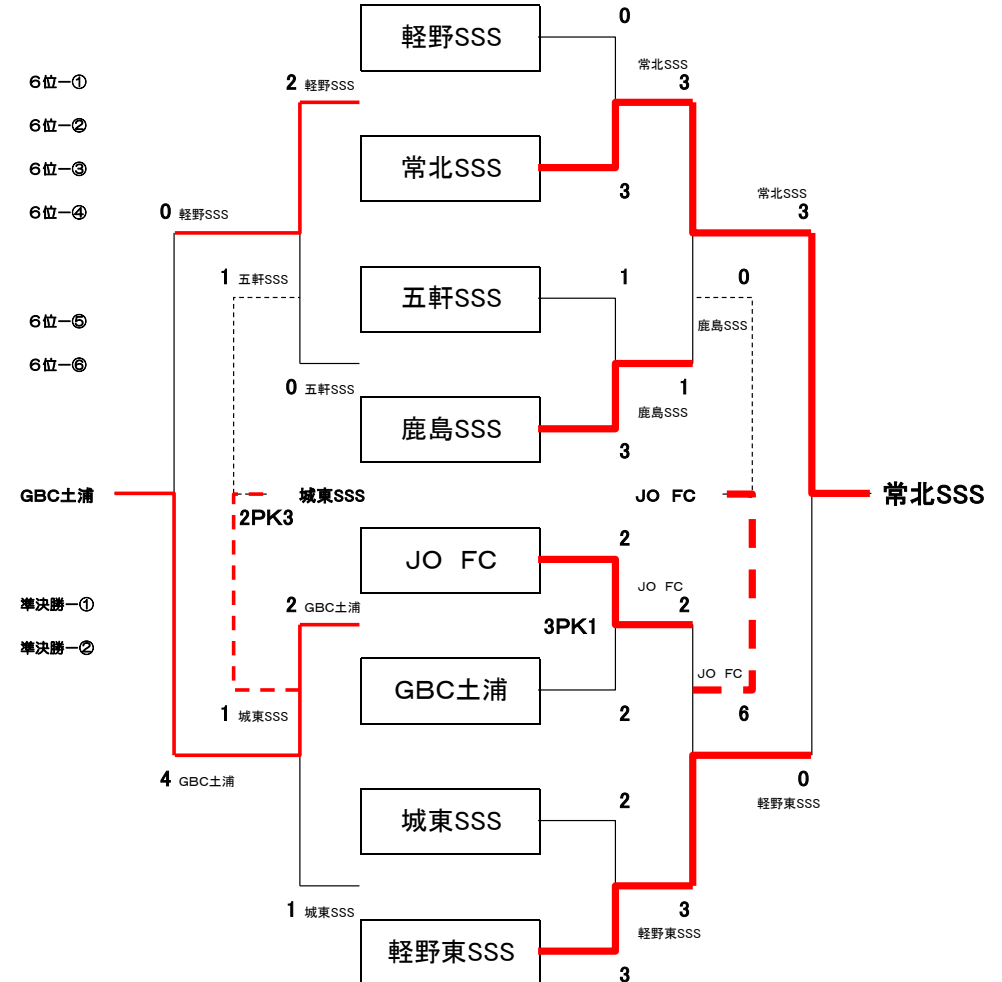 0
軽野SSS
常北SSS
6位ー①
2 軽野SSS
3
6位ー②
6位ー③
常北SSS
3
常北SSS
6位ー④
0 軽野SSS
3
1 五軒SSS
1
0
五軒SSS
6位ー⑤
鹿島SSS
6位ー⑥
0 五軒SSS
1
鹿島SSS
鹿島SSS
3
GBC土浦
城東SSS
JO FC
常北SSS
2PK3
2
JO FC
JO FC
準決勝ー①
2 GBC土浦
2
3PK1
準決勝ー②
JO FC
GBC土浦
1 城東SSS
2
6
4 GBC土浦
0
2
軽野東SSS
城東SSS
1 城東SSS
3
軽野東SSS
軽野東SSS
3